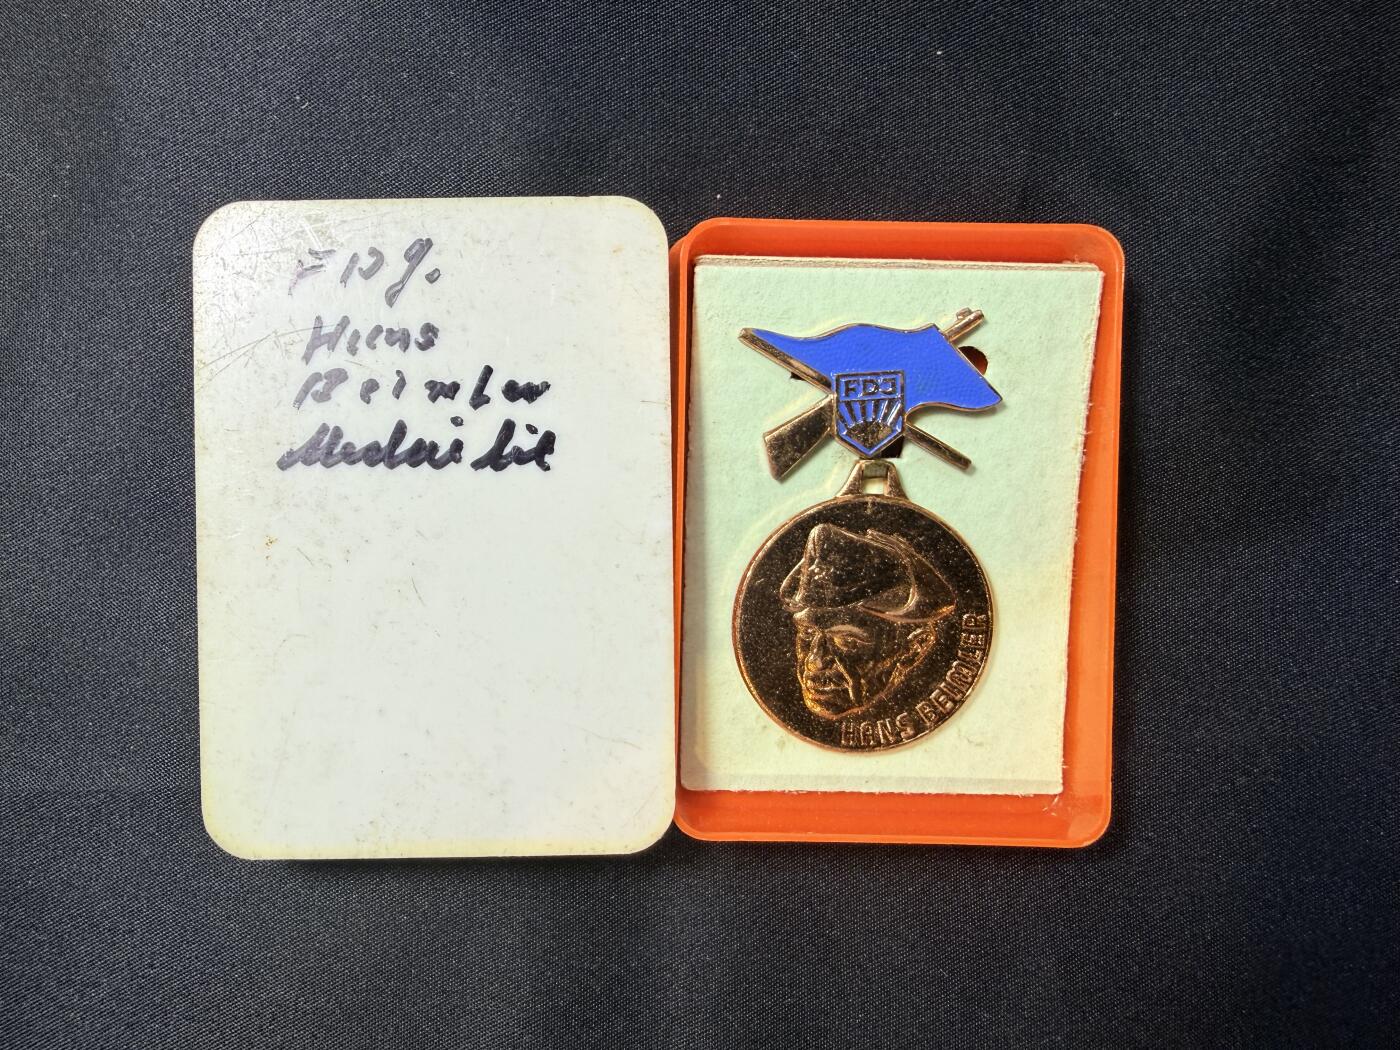 FDJ.
Hans
Beimler
Medaille
FDJ
HANS BEIMLER